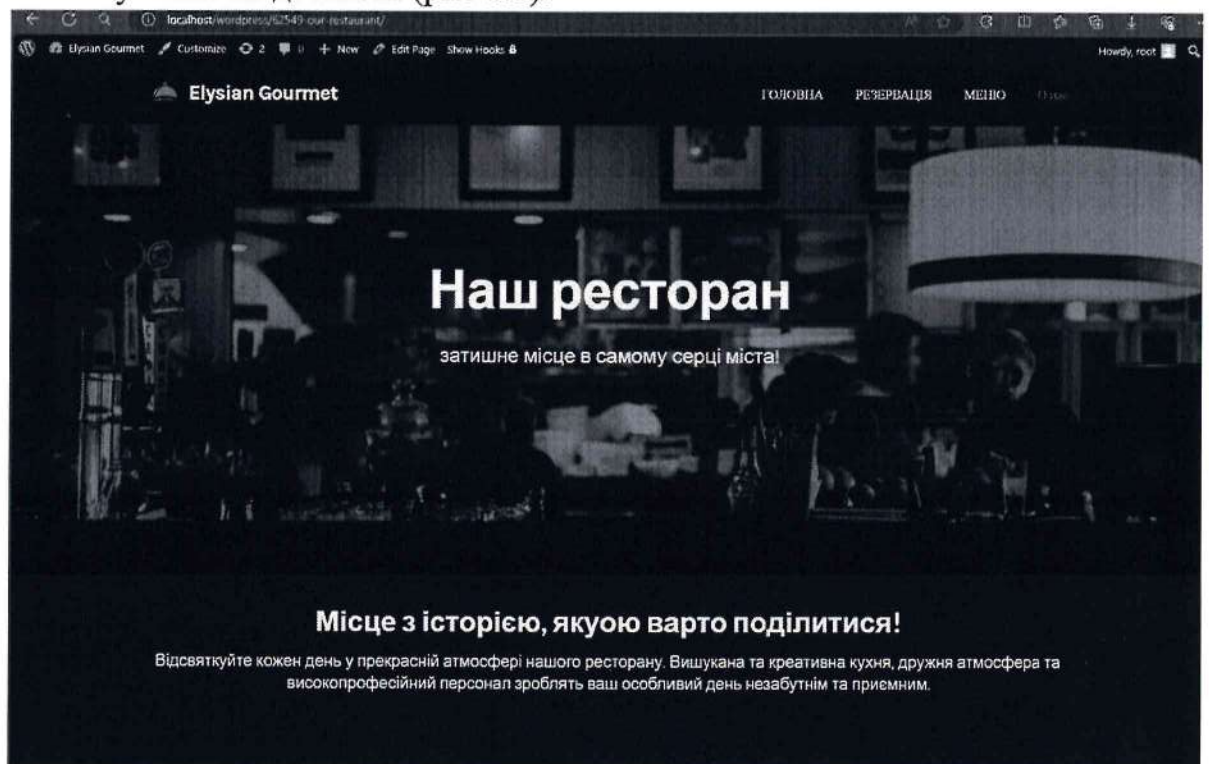 localhost/wordpress/62549-our-restaurant/
Elysian Gourmet Customize 2 0 + New Edit Page Show Hooks Howdy, root
Elysian Gourmet ГОЛОВНА РЕЗЕРВАЦІЯ МЕНЮ
Наш ресторан
затишне місце в самому серці міста!
Місце з історією, якуою варто поділитися!
Відсвяткуйте кожен день у прекрасній атмосфері нашого ресторану. Вишукана та креативна кухня, дружня атмосфера та
високопрофесійний персонал зроблять ваш особливий день незабутнім та приємним.